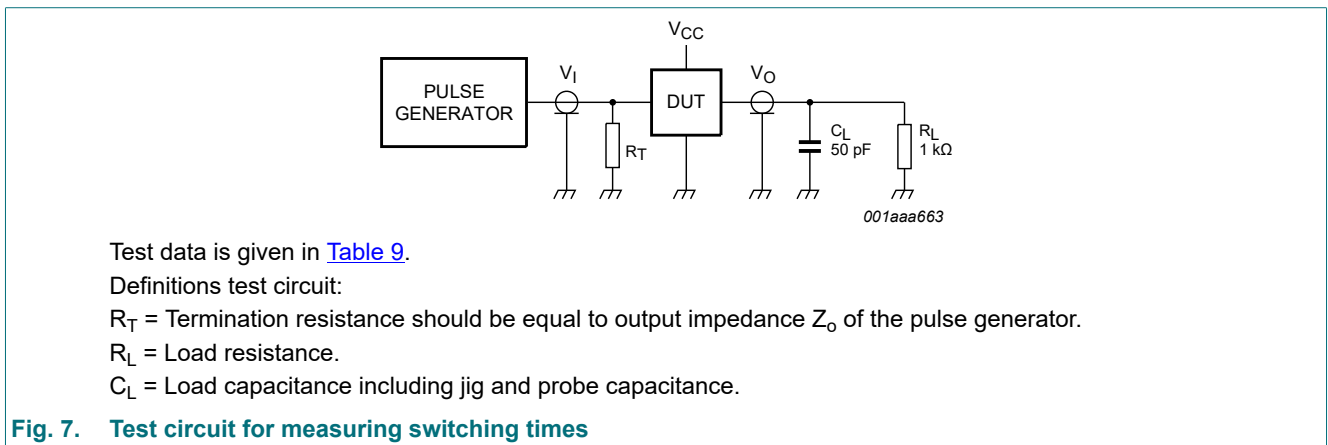 VCC
PULSE
GENERATOR
VI
DUT
VO
RT
CL
50 pF
RL
1 kΩ
001aaa663
Test data is given in Table 9.
Definitions test circuit:
RT = Termination resistance should be equal to output impedance Zo of the pulse generator.
RL = Load resistance.
CL = Load capacitance including jig and probe capacitance.
Fig. 7. Test circuit for measuring switching times